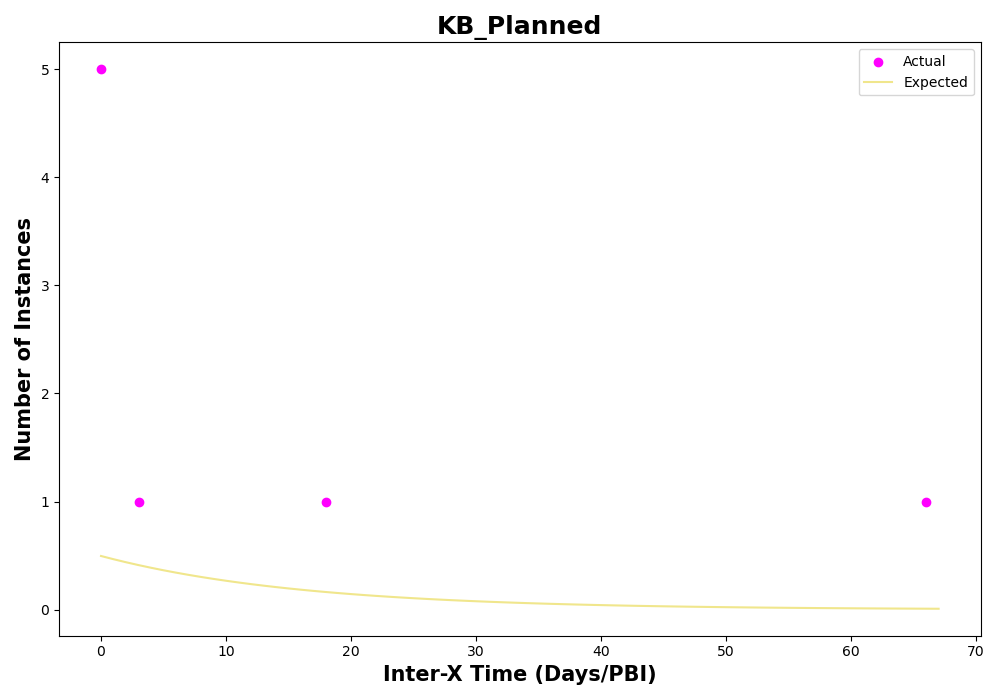 KB_Planned
Actual
Expected
Number of Instances
5
4
3
2
1
0
0 10 20 30 40 50 60 70
Inter-X Time (Days/PBI)